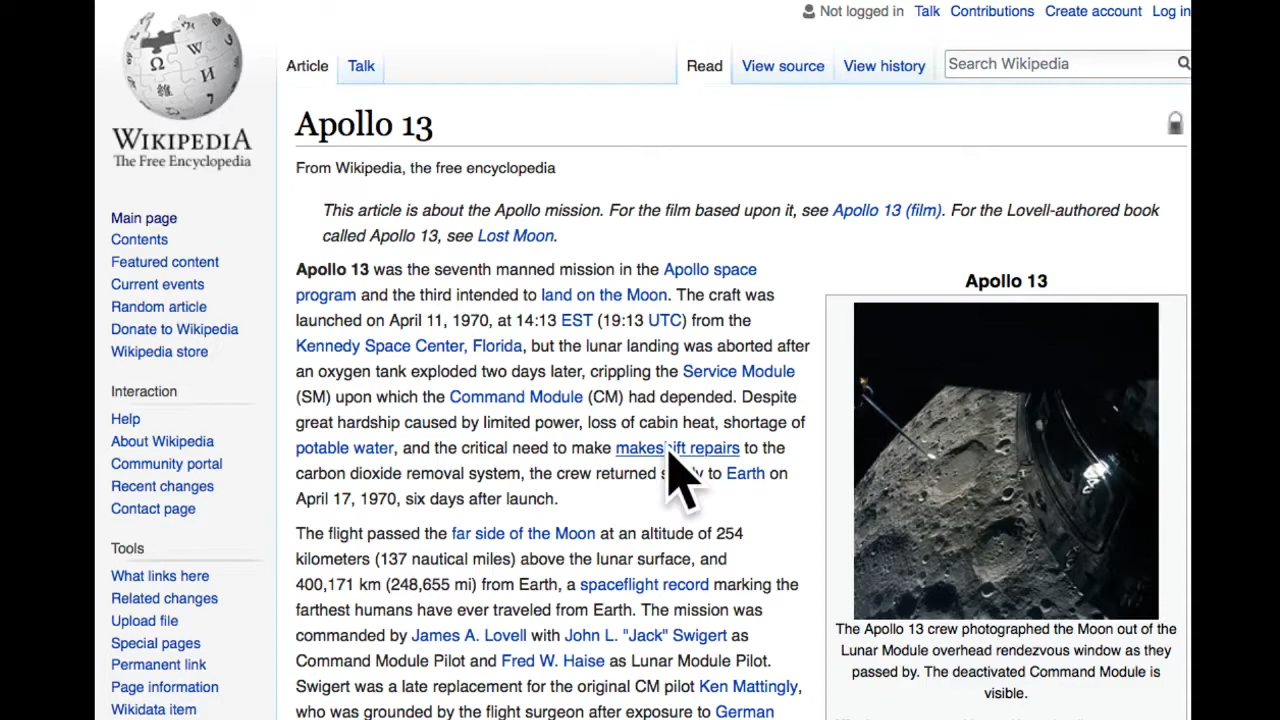 Not logged in Talk Contributions Create account Log in
Article Talk Read View source View history Search Wikipedia
WIKIPEDIA
The Free Encyclopedia
Main page
Contents
Featured content
Current events
Random article
Donate to Wikipedia
Wikipedia store
Interaction
Help
About Wikipedia
Community portal
Recent changes
Contact page
Tools
What links here
Related changes
Upload file
Special pages
Permanent link
Page information
Wikidata item
Apollo 13
From Wikipedia, the free encyclopedia
This article is about the Apollo mission. For the film based upon it, see Apollo 13 (film). For the Lovell-authored book
called Apollo 13, see Lost Moon.
Apollo 13 was the seventh manned mission in the Apollo space
program and the third intended to land on the Moon. The craft was
launched on April 11, 1970, at 14:13 EST (19:13 UTC) from the
Kennedy Space Center, Florida, but the lunar landing was aborted after
an oxygen tank exploded two days later, crippling the Service Module
(SM) upon which the Command Module (CM) had depended. Despite
great hardship caused by limited power, loss of cabin heat, shortage of
potable water, and the critical need to make makeshift repairs to the
carbon dioxide removal system, the crew returned to Earth on
April 17, 1970, six days after launch.
The flight passed the far side of the Moon at an altitude of 254
kilometers (137 nautical miles) above the lunar surface, and
400,171 km (248,655 mi) from Earth, a spaceflight record marking the
farthest humans have ever traveled from Earth. The mission was
commanded by James A. Lovell with John L. "Jack" Swigert as
Command Module Pilot and Fred W. Haise as Lunar Module Pilot.
Swigert was a late replacement for the original CM pilot Ken Mattingly,
who was grounded by the flight surgeon after exposure to German
Apollo 13
The Apollo 13 crew photographed the Moon out of the
Lunar Module overhead rendezvous window as they
passed by. The deactivated Command Module is
visible.